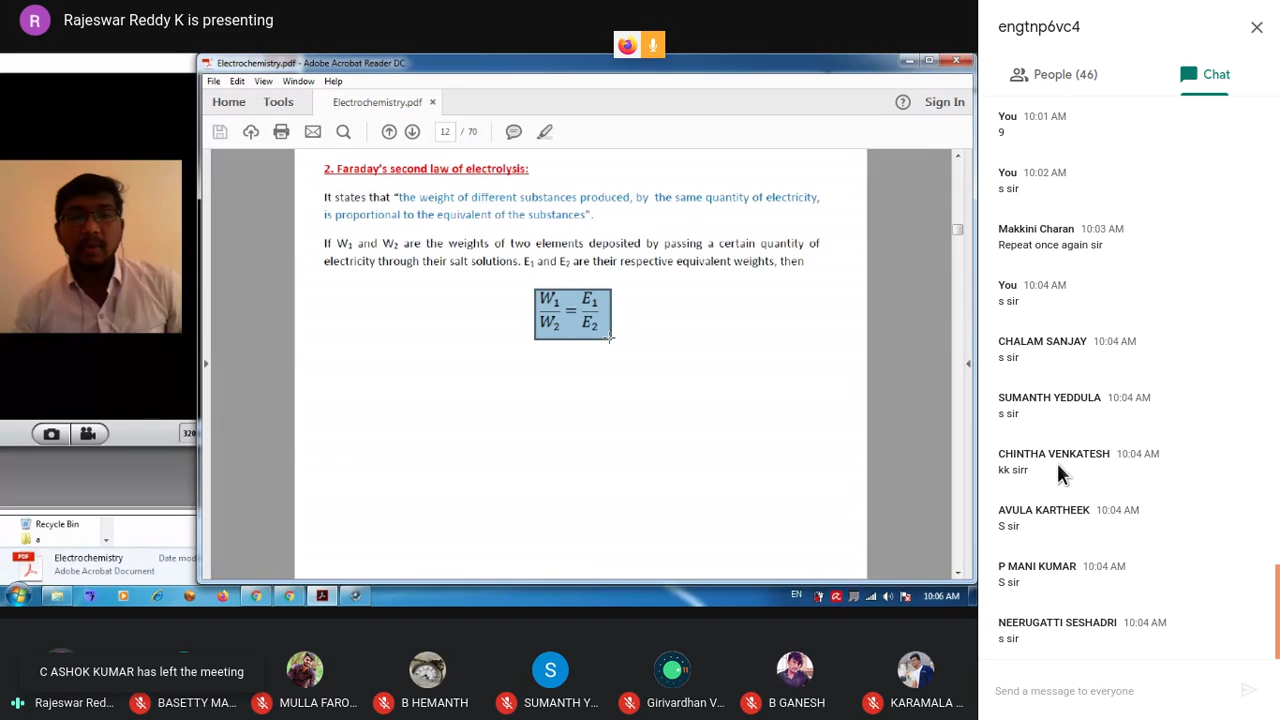 R
Rajeswar Reddy K is presenting
engtnp6vc4
People (46)
Chat
Electrochemistry.pdf - Adobe Acrobat Reader DC
File Edit View Window Help
Home Tools Electrochemistry.pdf × Sign In
12 / 70
2. Faraday's second law of electrolysis:
It states that “the weight of different substances produced, by the same quantity of electricity,
is proportional to the equivalent of the substances”.
If W₁ and W₂ are the weights of two elements deposited by passing a certain quantity of
electricity through their salt solutions. E₁ and E₂ are their respective equivalent weights, then
W₁/W₂ = E₁/E₂
320
Recycle Bin
a
PDF
Electrochemistry Date modi
Adobe Acrobat Document
EN
10:06 AM
You 10:01 AM
9
You 10:02 AM
s sir
Makkini Charan 10:03 AM
Repeat once again sir
You 10:04 AM
s sir
CHALAM SANJAY 10:04 AM
s sir
SUMANTH YEDDULA 10:04 AM
s sir
CHINTHA VENKATESH 10:04 AM
kk sirr
AVULA KARTHEEK 10:04 AM
S sir
P MANI KUMAR 10:04 AM
S sir
NEERUGATTI SESHADRI 10:04 AM
s sir
Send a message to everyone
C ASHOK KUMAR has left the meeting
S
Rajeswar Red...
BASETTY MA...
MULLA FARO...
B HEMANTH
SUMANTH Y...
Girivardhan V...
B GANESH
KARAMALA ...